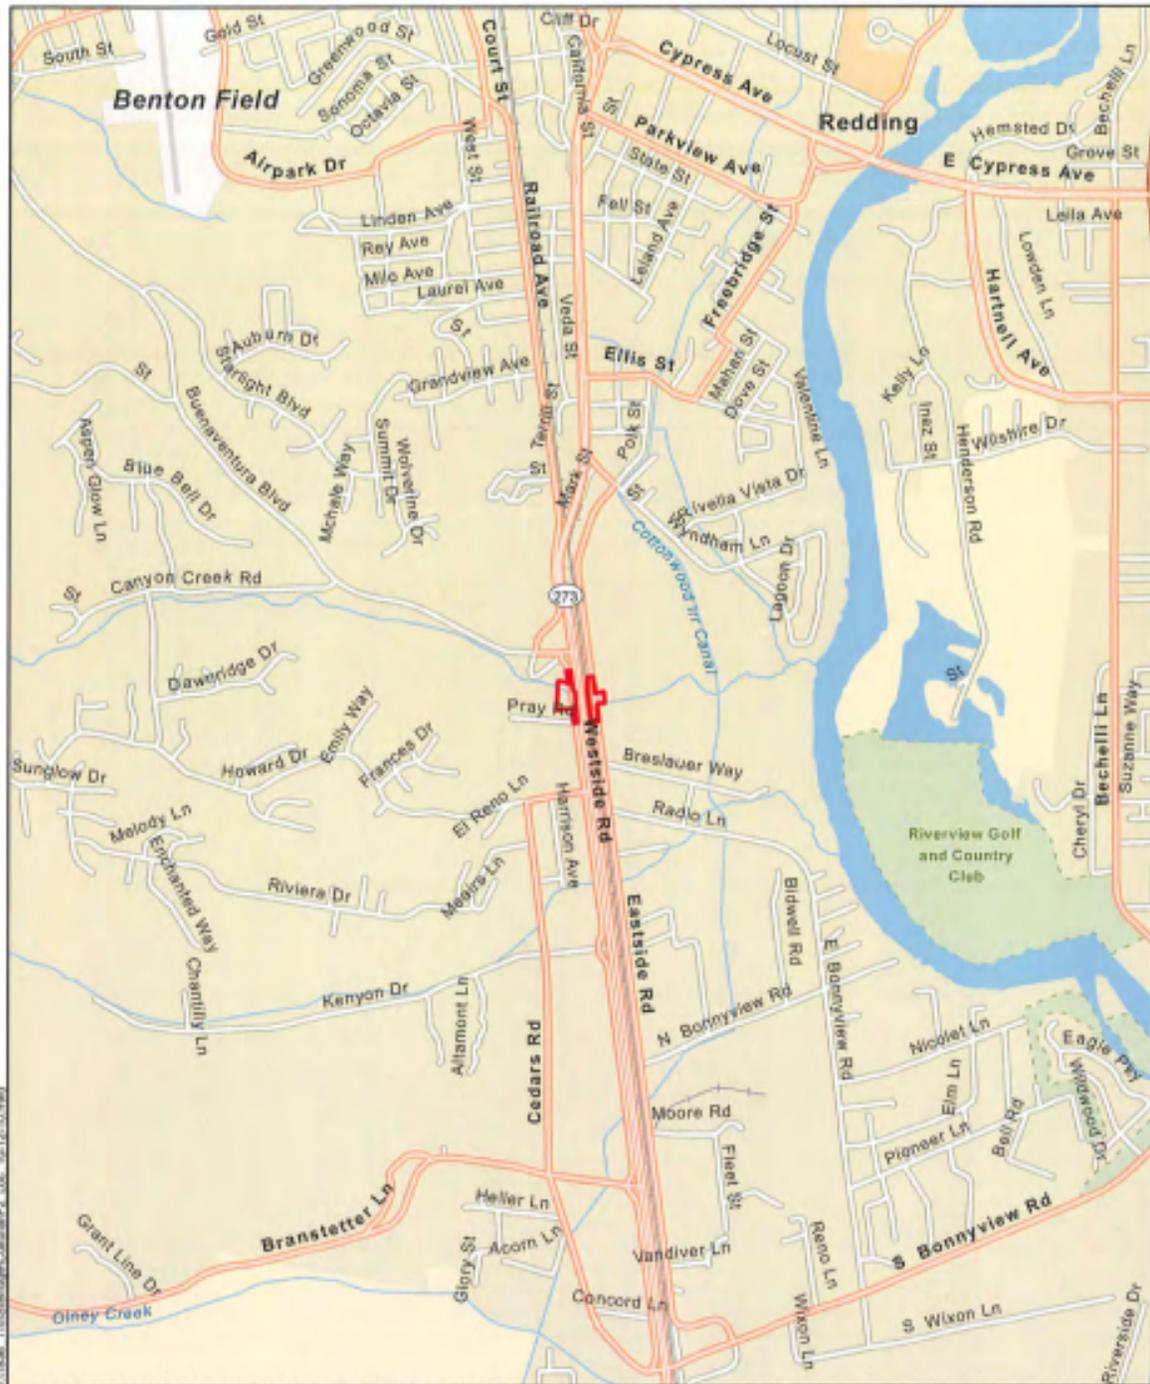 Cliff Dr
Gold St
South St
Greenwood St
Sonoma St
Octavia St
Court St
California St
St
Locust St
Cypress Ave
Bechelli Ln
Benton Field
Redding
Hemsted Dr
Grove St
E Cypress Ave
Parkview Ave
State St
West St
Airpark Dr
Railroad Ave
Fell St
Leland Ave
Linden Ave
Rey Ave
Milo Ave
Laurel Ave
Leila Ave
Lowden Ln
Freebridge St
Hartnell Ave
Veda St
St
Auburn Dr
Starlight Blvd
Grandview Ave
Ellis St
Mahan St
Dove St
Valentine Ln
Kelly Ln
Inez St
Wilshire Dr
Henderson Rd
St
Buenaventura Blvd
Aspen Glow Ln
Blue Bell Dr
Mchale Way
Summit Dr
Wolverine Dr
St
Polk St
Mark St
St
Rivella Vista Dr
Wyndham Ln
Lagoon Dr
Cottonwood Irr Canal
Canyon Creek Rd
St
273
Dawnridge Dr
Pray Rd
St
Westside Rd
Emily Way
Frances Dr
Howard Dr
Sunglow Dr
Breslauer Way
Bechelli Ln
Suzanne Way
Cheryl Dr
El Reno Ln
Harrison Ave
Radio Ln
Melody Ln
Enchanted Way
Riviera Dr
Riverview Golf
and Country
Club
Bidwell Rd
Eastside Rd
E Bonnyview Rd
Chantilly Ln
Kenyon Dr
Altamont Ln
N Bonnyview Rd
Nicolet Ln
Eagle Pky
Wildwood Dr
Cedars Rd
Moore Rd
Elm Ln
Bell Rd
Pioneer Ln
Fleet St
Branstetter Ln
Heller Ln
Acorn Ln
Glory St
Grant Line Dr
Vandiver Ln
Reno Ln
S Bonnyview Rd
Olney Creek
Concord Ln
Wixon Ln
S Wixon Ln
Riverside Dr